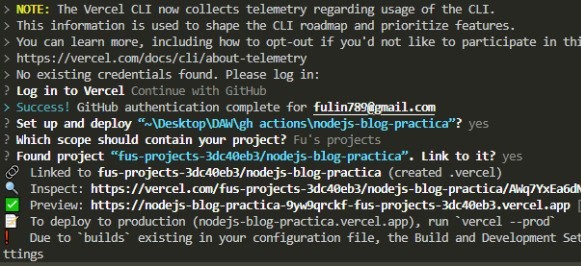 > NOTE: The Vercel CLI now collects telemetry regarding usage of the CLI.
> This information is used to shape the CLI roadmap and prioritize features.
> You can learn more, including how to opt-out if you'd not like to participate in thi
> https://vercel.com/docs/cli/about-telemetry
> No existing credentials found. Please log in:
? Log in to Vercel Continue with GitHub
> Success! GitHub authentication complete for fulin789@gmail.com
? Set up and deploy “~\Desktop\DAW\gh actions\nodejs-blog-practica”? yes
? Which scope should contain your project? Fu's projects
? Found project “fus-projects-3dc40eb3/nodejs-blog-practica”. Link to it? yes
Linked to fus-projects-3dc40eb3/nodejs-blog-practica (created .vercel)
Inspect: https://vercel.com/fus-projects-3dc40eb3/nodejs-blog-practica/AWq7YxEa6dN
Preview: https://nodejs-blog-practica-9yw9qrckf-fus-projects-3dc40eb3.vercel.app [
To deploy to production (nodejs-blog-practica.vercel.app), run `vercel --prod`
! Due to `builds` existing in your configuration file, the Build and Development Set
ttings